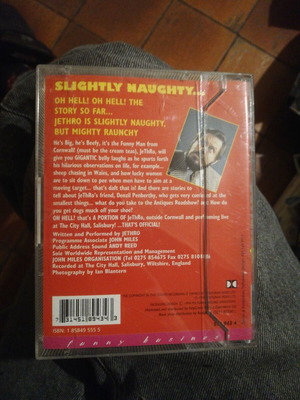 SLIGHTLY NAUGHTY...
OH HELL! OH HELL! THE
STORY SO FAR...
JETHRO IS SLIGHTLY NAUGHTY,
BUT MIGHTY RAUNCHY
He's Big, he's Beefy, it's the Funny Man from
Cornwall (must be the cream teas), JeThRo, will
give you GIGANTIC belly laughs as he spurts forth
his hilarious observations on life, for example...
sheep chasing in Wales, and how lucky women
are to sit down to pee when men have to aim at a
moving target... that's daft that is! And there are stories to
tell about JeThRo's friend, Denzil Penberthy, who gets very
smallest things... what do you take to the Antiques Roadshow? and How do
you get dogs muck off your shoe?
OH HELL! that's A PORTION of JeThRo, outside Cornwall and performing live
at The City Hall, Salisbury! ...THAT'S OFFICIAL!
Written and Performed by JETHRO
Programme Associate JOHN MILES
Public Address Sound ANDY REED
Sole Worldwide Representation and Management
JOHN MILES ORGANISATION (Tel 0275 854675 Fax 0275
Recorded at The City Hall, Salisbury, Wiltshire, England
Photography by Ian Blantern
ISBN 1 85849 555 5
funny business